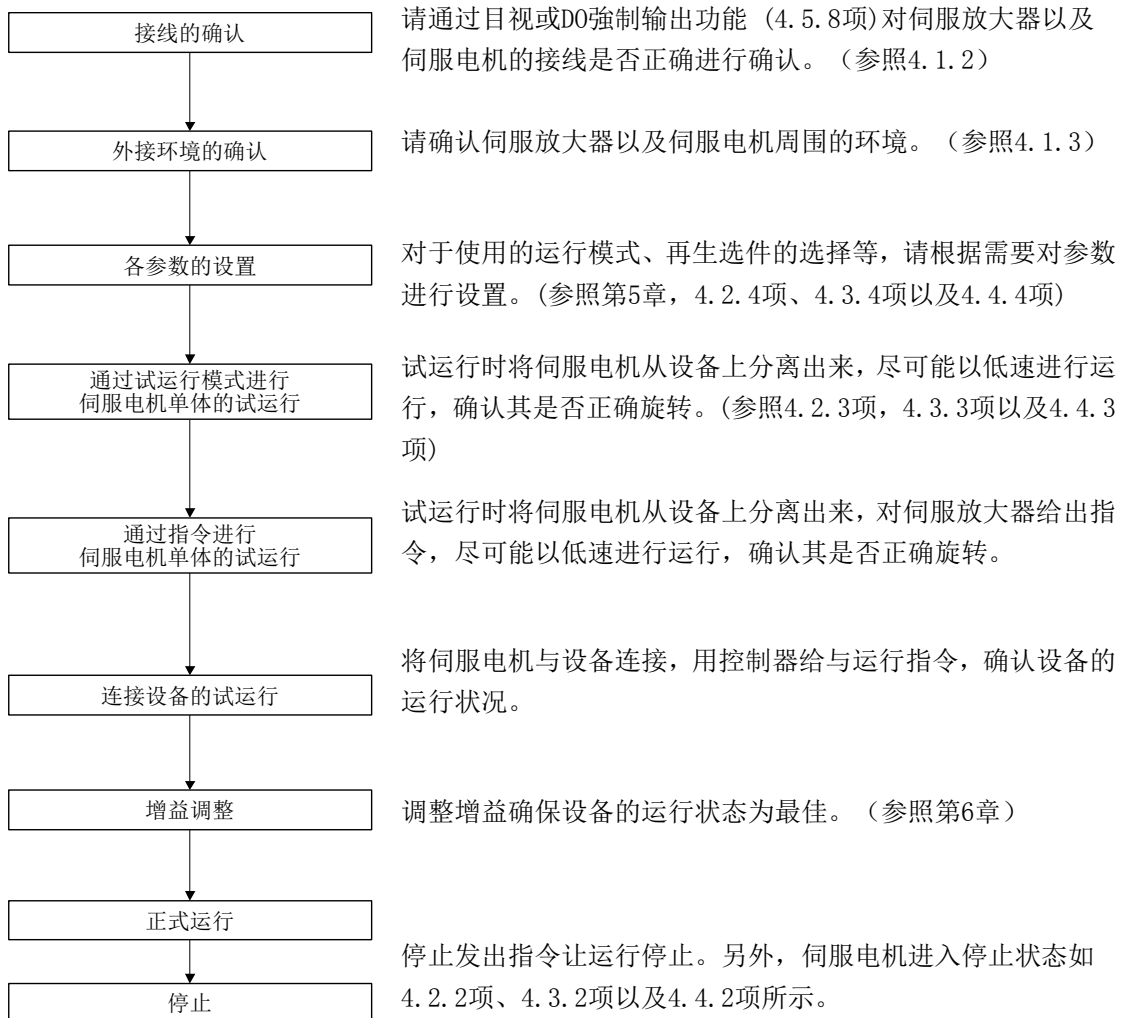 接线的确认
请通过目视或DO強制输出功能 (4.5.8项)对伺服放大器以及
伺服电机的接线是否正确进行确认。（参照4.1.2）
外接环境的确认
请确认伺服放大器以及伺服电机周围的环境。（参照4.1.3）
各参数的设置
对于使用的运行模式、再生选件的选择等，请根据需要对参数
进行设置。(参照第5章，4.2.4项、4.3.4项以及4.4.4项)
通过试运行模式进行
伺服电机单体的试运行
试运行时将伺服电机从设备上分离出来，尽可能以低速进行运
行，确认其是否正确旋转。(参照4.2.3项，4.3.3项以及4.4.3
项)
通过指令进行
伺服电机单体的试运行
试运行时将伺服电机从设备上分离出来，对伺服放大器给出指
令，尽可能以低速进行运行，确认其是否正确旋转。
连接设备的试运行
将伺服电机与设备连接，用控制器给与运行指令，确认设备的
运行状况。
增益调整
调整增益确保设备的运行状态为最佳。（参照第6章）
正式运行
停止
停止发出指令让运行停止。另外，伺服电机进入停止状态如
4.2.2项、4.3.2项以及4.4.2项所示。